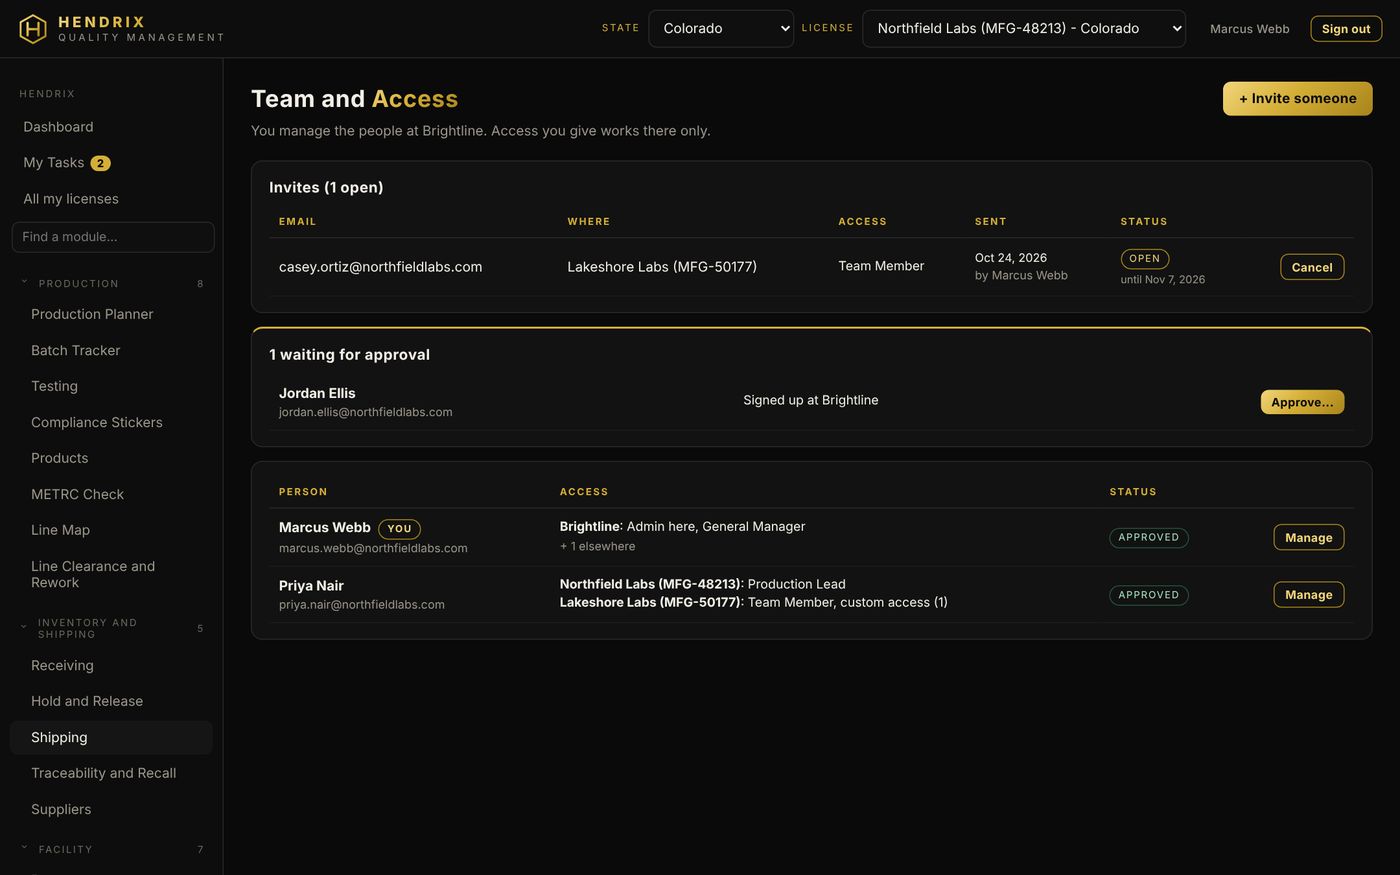 HENDRIX
QUALITY MANAGEMENT
STATE
Colorado
LICENSE
Northfield Labs (MFG-48213) - Colorado
Marcus Webb
Sign out
HENDRIX
Dashboard
My Tasks 2
All my licenses
Find a module...
PRODUCTION 8
Production Planner
Batch Tracker
Testing
Compliance Stickers
Products
METRC Check
Line Map
Line Clearance and
Rework
INVENTORY AND
SHIPPING 5
Receiving
Hold and Release
Shipping
Traceability and Recall
Suppliers
FACILITY 7
Team and Access
+ Invite someone
You manage the people at Brightline. Access you give works there only.
Invites (1 open)
EMAIL WHERE ACCESS SENT STATUS
casey.ortiz@northfieldlabs.com Lakeshore Labs (MFG-50177) Team Member Oct 24, 2026 OPEN Cancel
by Marcus Webb until Nov 7, 2026
1 waiting for approval
Jordan Ellis
jordan.ellis@northfieldlabs.com
Signed up at Brightline
Approve...
PERSON ACCESS STATUS
Marcus Webb YOU Brightline: Admin here, General Manager APPROVED Manage
marcus.webb@northfieldlabs.com + 1 elsewhere
Priya Nair Northfield Labs (MFG-48213): Production Lead APPROVED Manage
priya.nair@northfieldlabs.com Lakeshore Labs (MFG-50177): Team Member, custom access (1)